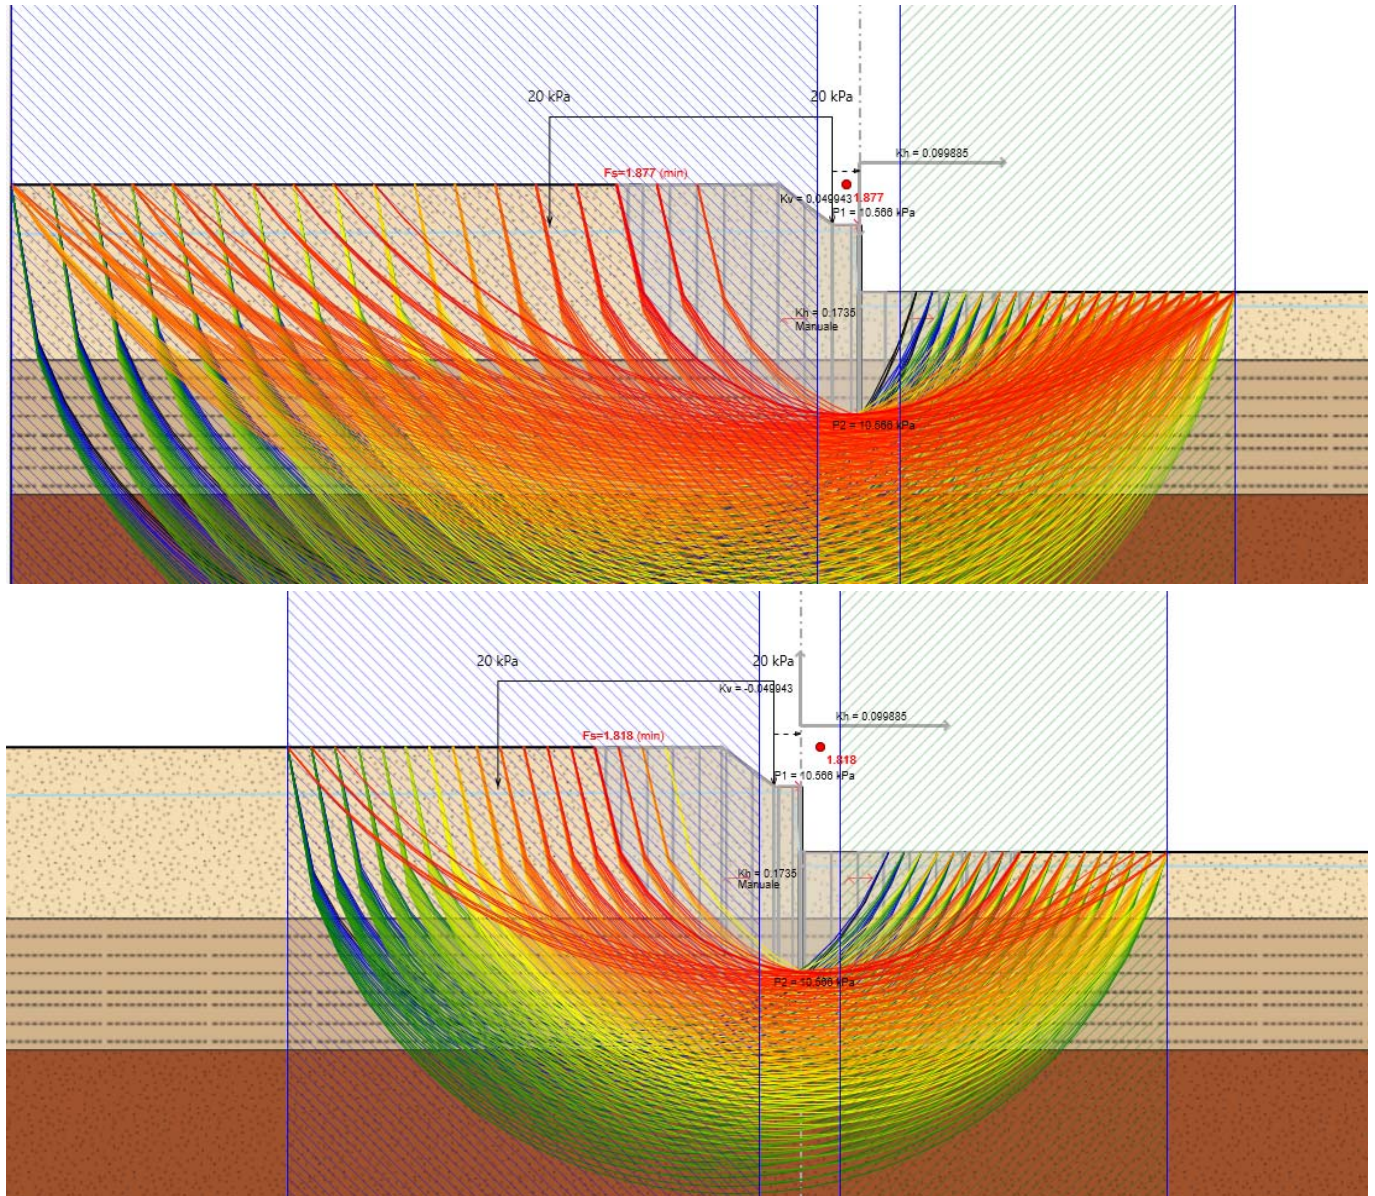 20 kPa
20 kPa
Kh = 0.099885
Fs=1.877 (min)
Kv = 0.049943
1.877
P1 = 10.566 kPa
Kh = 0.1735
Manuale
P2 = 10.566 kPa
20 kPa
20 kPa
Kv = -0.049943
Kh = 0.099885
Fs=1.818 (min)
1.818
P1 = 10.566 kPa
Kh = 0.1735
Manuale
P2 = 10.566 kPa